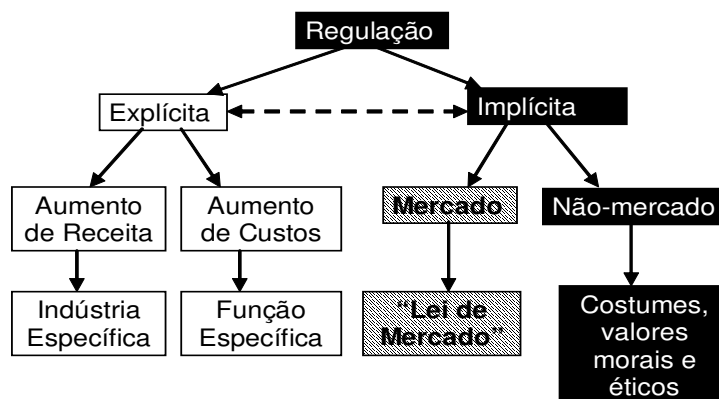 Regulação
Explícita
Implícita
Aumento
de Receita
Aumento
de Custos
Mercado
Não-mercado
Indústria
Específica
Função
Específica
“Lei de
Mercado”
Costumes,
valores
morais e
éticos